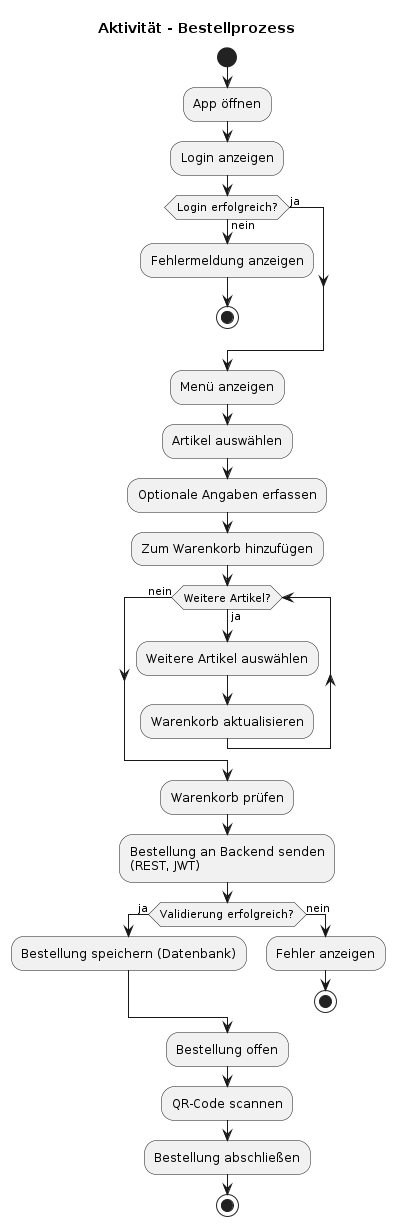 Aktivität - Bestellprozess
App öffnen
Login anzeigen
Login erfolgreich?
ja
nein
Fehlermeldung anzeigen
Menü anzeigen
Artikel auswählen
Optionale Angaben erfassen
Zum Warenkorb hinzufügen
nein
Weitere Artikel?
ja
Weitere Artikel auswählen
Warenkorb aktualisieren
Warenkorb prüfen
Bestellung an Backend senden
(REST, JWT)
ja
Validierung erfolgreich?
nein
Bestellung speichern (Datenbank)
Fehler anzeigen
Bestellung offen
QR-Code scannen
Bestellung abschließen